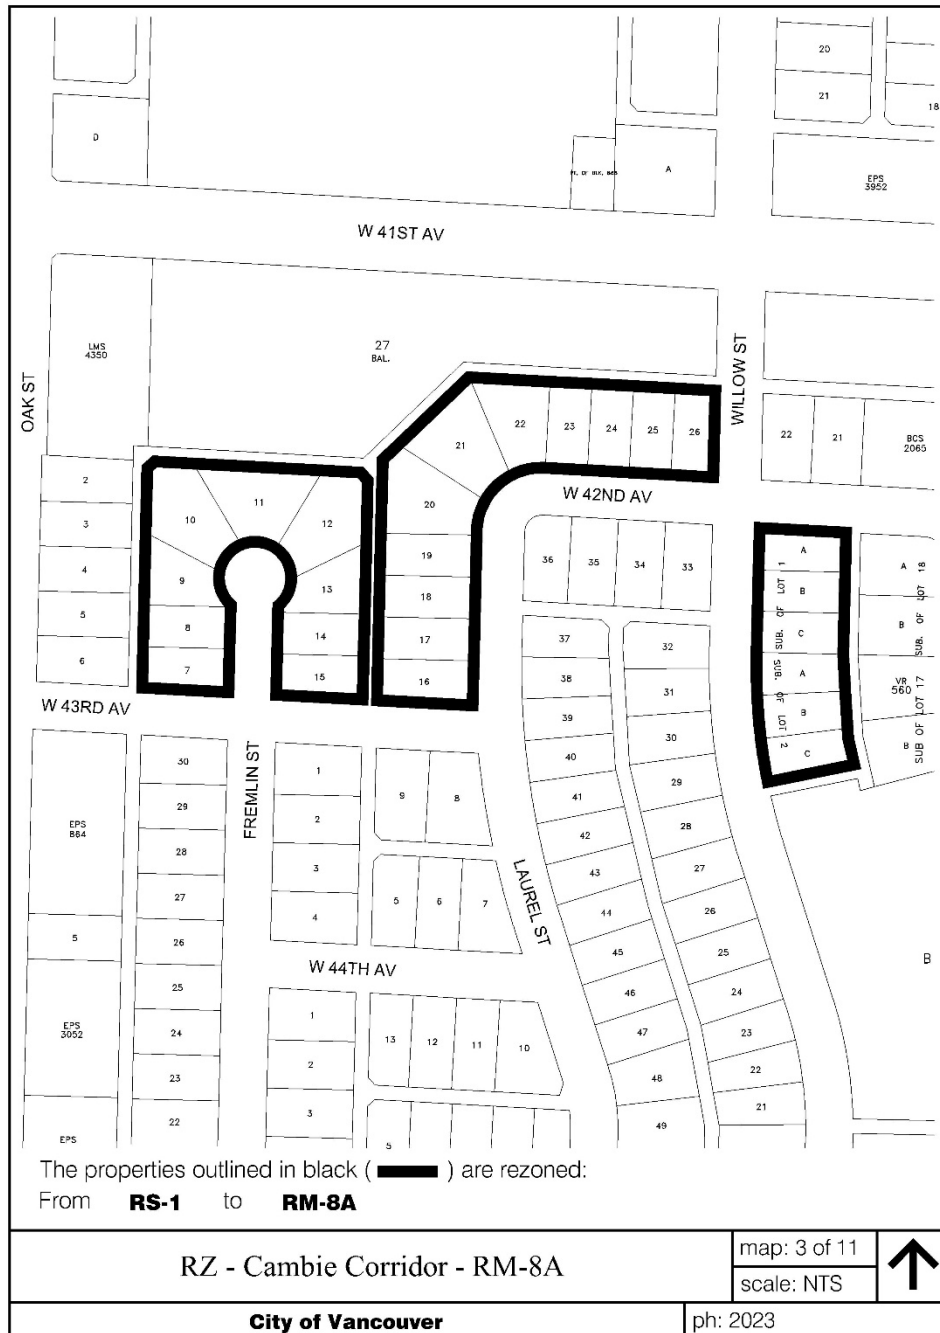 20
21
18
D
PT. OF BLK. 888
A
EPS
3952
W 41ST AV
LMS
4350
27
BAL.
OAK ST
WILLOW ST
22
21
BCS
2065
21
22
23
24
25
26
2
3
4
5
6
10
11
12
9
13
8
14
7
15
20
19
18
17
16
W 42ND AV
36
35
34
33
A
B
C
A
B
C
SUB. OF LOT 1
SUB. OF LOT 2
A
B
SUB. OF LOT 18
VR
560
B
SUB OF LOT 17
W 43RD AV
FREMLIN ST
LAUREL ST
37
38
39
40
41
42
43
44
45
46
47
48
49
32
31
30
29
28
27
26
25
24
23
22
21
B
EPS
884
5
EPS
3052
EPS
30
29
28
27
26
25
24
23
22
1
2
3
4
9
8
5
6
7
W 44TH AV
1
2
3
13
12
11
10
5
The properties outlined in black ( ) are rezoned:
From RS-1 to RM-8A
RZ - Cambie Corridor - RM-8A
map: 3 of 11
scale: NTS
City of Vancouver
ph: 2023